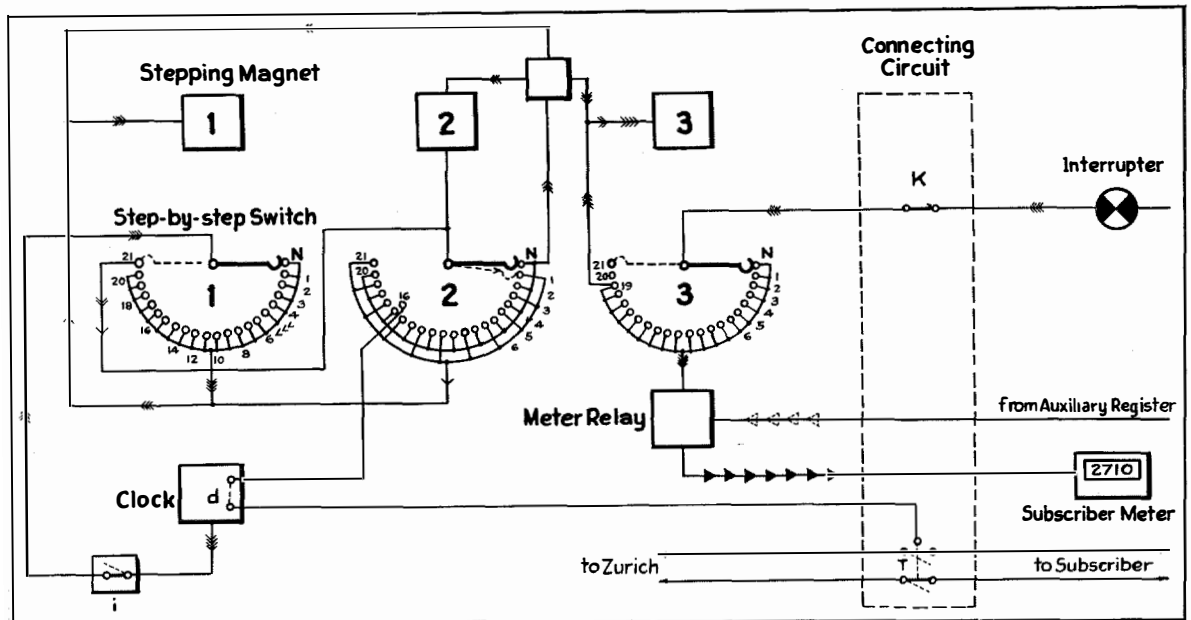 Connecting
Circuit
Stepping Magnet
1
2
3
Interrupter
K
Step-by-step Switch
21
20
18
16
14
12
10
8
6
4
3
2
1
N
1
21
20
16
6
5
4
3
2
1
N
2
21
20
19
6
5
4
3
2
1
N
3
Meter Relay
from Auxiliary Register
2710
Subscriber Meter
Clock
d
i
to Zurich
T
to Subscriber